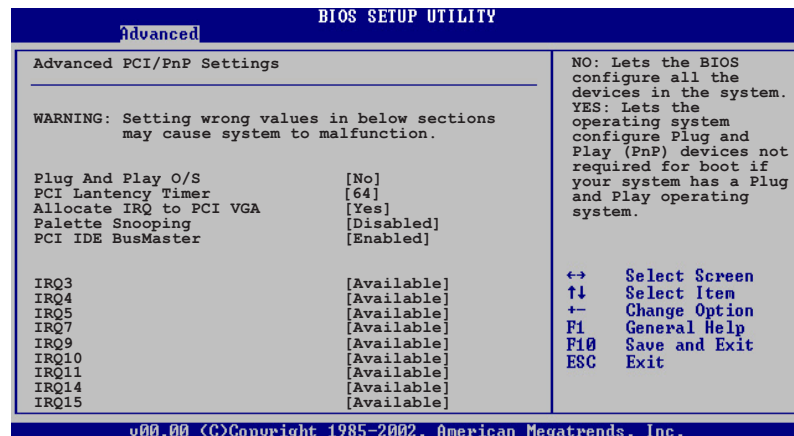 BIOS SETUP UTILITY
Advanced
Advanced PCI/PnP Settings
WARNING: Setting wrong values in below sections
may cause system to malfunction.
Plug And Play O/S [No]
PCI Lantency Timer [64]
Allocate IRQ to PCI VGA [Yes]
Palette Snooping [Disabled]
PCI IDE BusMaster [Enabled]
IRQ3 [Available]
IRQ4 [Available]
IRQ5 [Available]
IRQ7 [Available]
IRQ9 [Available]
IRQ10 [Available]
IRQ11 [Available]
IRQ14 [Available]
IRQ15 [Available]
NO: Lets the BIOS
configure all the
devices in the system.
YES: Lets the
operating system
configure Plug and
Play (PnP) devices not
required for boot if
your system has a Plug
and Play operating
system.
←→ Select Screen
↑↓ Select Item
+- Change Option
F1 General Help
F10 Save and Exit
ESC Exit
v00.00 (C)Copyright 1985-2002, American Megatrends, Inc.